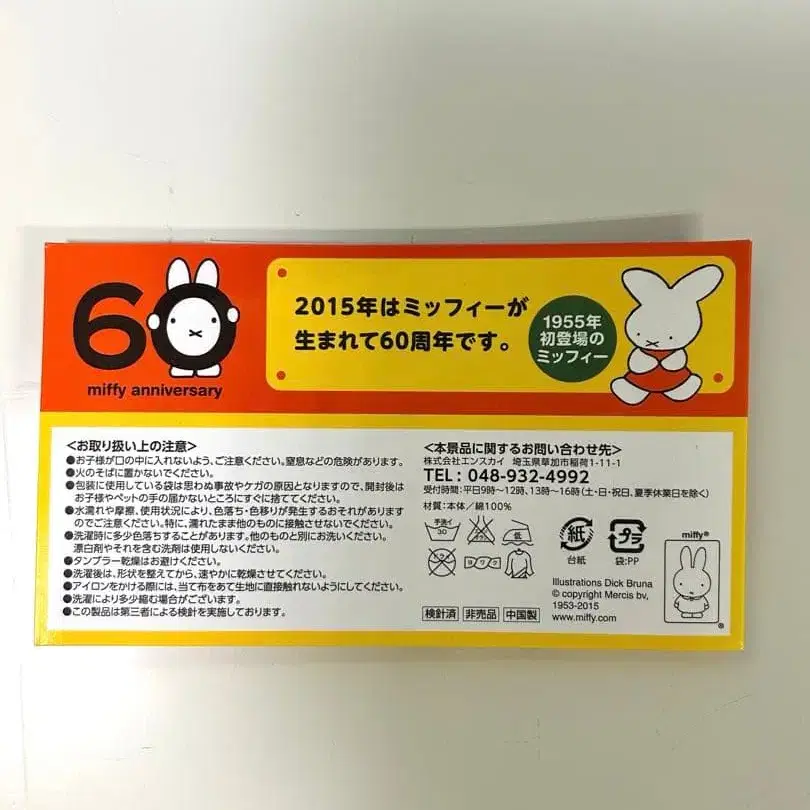 60
miffy anniversary
2015年はミッフィーが
生まれて60周年です。
1955年
初登場の
ミッフィー
<お取り扱い上の注意>
●お子様が口の中に入れないよう、ご注意ください。窒息などの危険があります。
●火のそばに置かないでください。
●包装に使用している袋は思わぬ事故やケガの原因となりますので、開封後は
お子様やペットの手の届かないところにすぐに捨ててください。
●水濡れや摩擦、使用状況により、色落ち・色移りが発生するおそれがあります
のでご注意ください。特に、濡れたまま他のものに接触させないでください。
●洗濯時に多少色落ちすることがあります。他のものと別にお洗いください。
漂白剤やそれを含む洗剤は使用しないください。
●タンブラー乾燥はお避けください。
●洗濯後は、形状を整えてから、速やかに乾燥させてください。
●アイロンをかける際には、当て布をあて生地に直接触れないようにしてください。
●洗濯により多少縮む場合がございます。
●この製品は第三者による検針を実施しております。
<本景品に関するお問い合わせ先>
株式会社エンスカイ 埼玉県草加市稲荷1-11-1
TEL : 048-932-4992
受付時間:平日9時～12時、13時～16時(土・日・祝日、夏季休業日を除く)
材質:本体/綿100%
手洗イ
30
エンソ
サラシ
低
ヨワク
紙
台紙
プラ
袋:PP
検針済 非売品 中国製
Illustrations Dick Bruna
© copyright Mercis bv,
1953-2015
www.miffy.com
miffy®
®